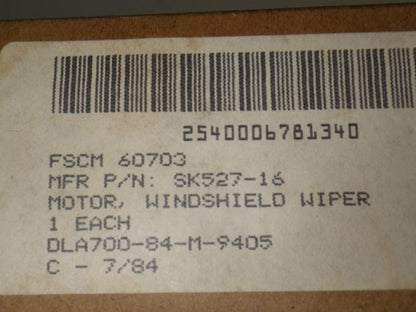 2540006781340
FSCM 60703
MFR P/N: SK527-16
MOTOR, WINDSHIELD WIPER
1 EACH
DLA700-84-M-9405
C - 7/84